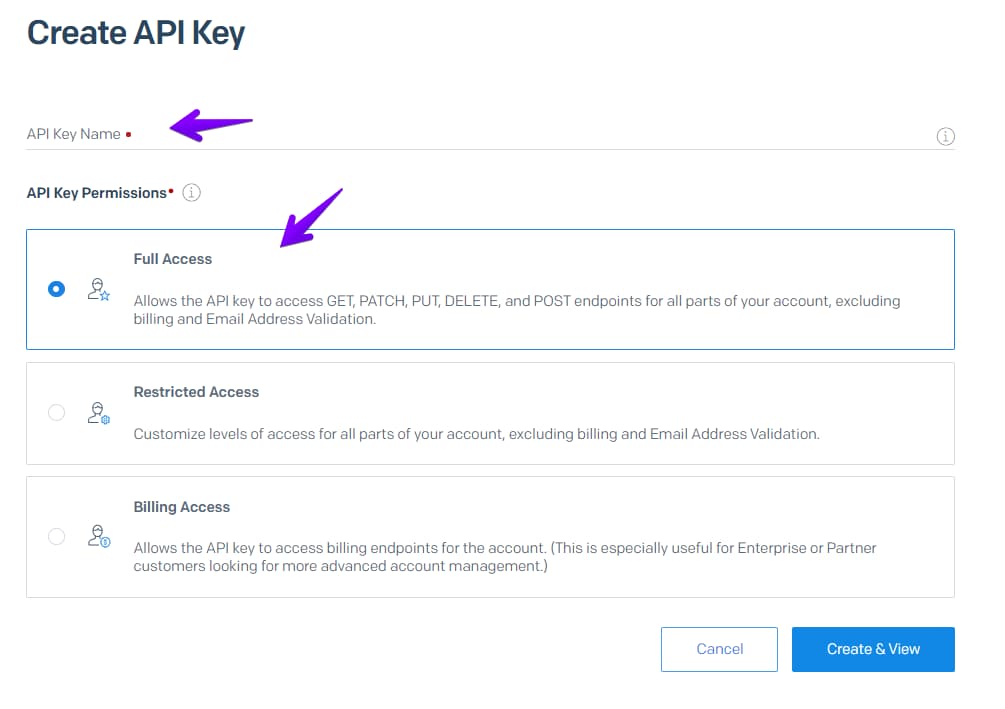 Create API Key
API Key Name •
API Key Permissions•
Full Access
Allows the API key to access GET, PATCH, PUT, DELETE, and POST endpoints for all parts of your account, excluding
billing and Email Address Validation.
Restricted Access
Customize levels of access for all parts of your account, excluding billing and Email Address Validation.
Billing Access
Allows the API key to access billing endpoints for the account. (This is especially useful for Enterprise or Partner
customers looking for more advanced account management.)
Cancel
Create & View